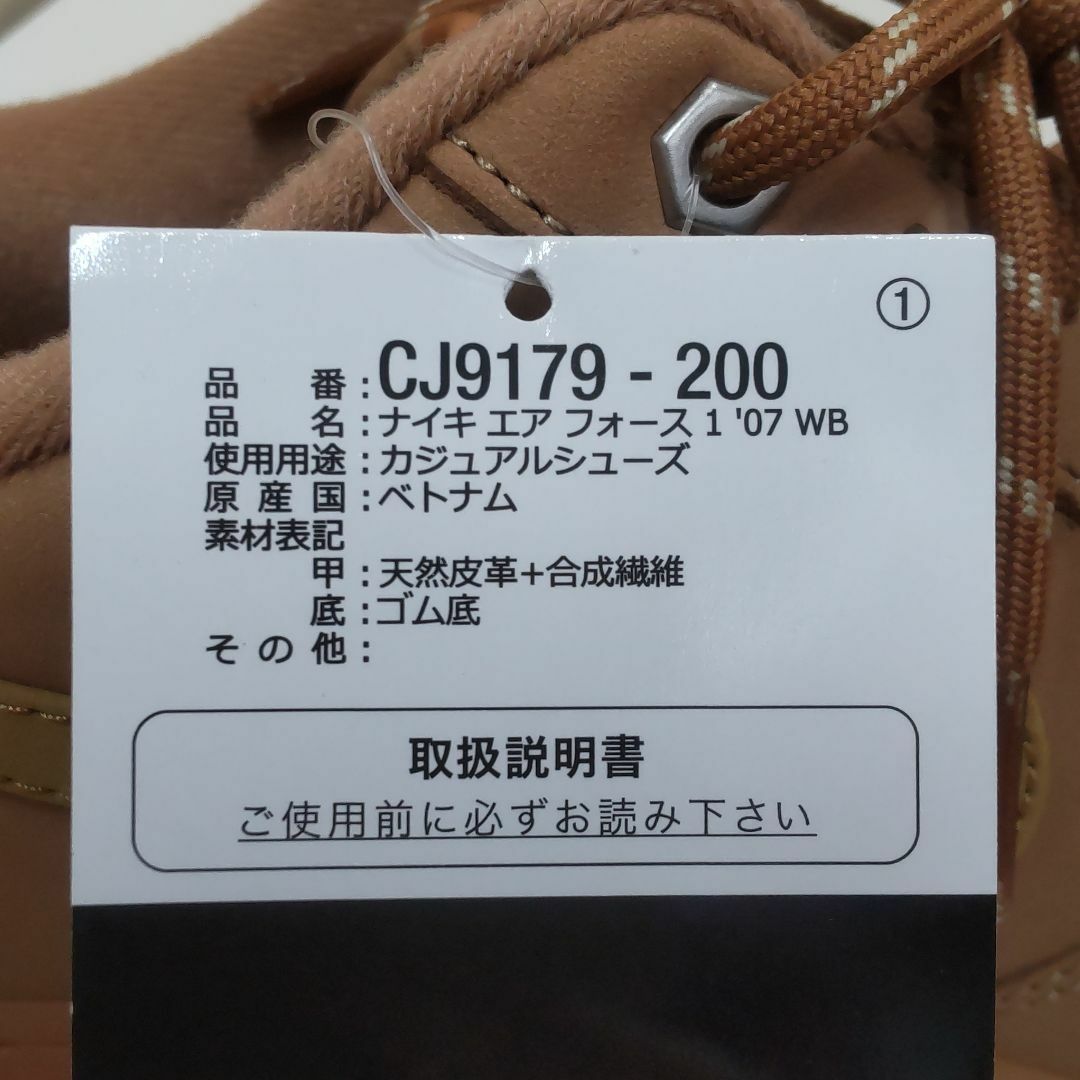 ①
品番:CJ9179 - 200
品名:ナイキ エア フォース 1 '07 WB
使用用途:カジュアルシューズ
原産国:ベトナム
素材表記
甲:天然皮革+合成繊維
底:ゴム底
その他:
取扱説明書
ご使用前に必ずお読み下さい